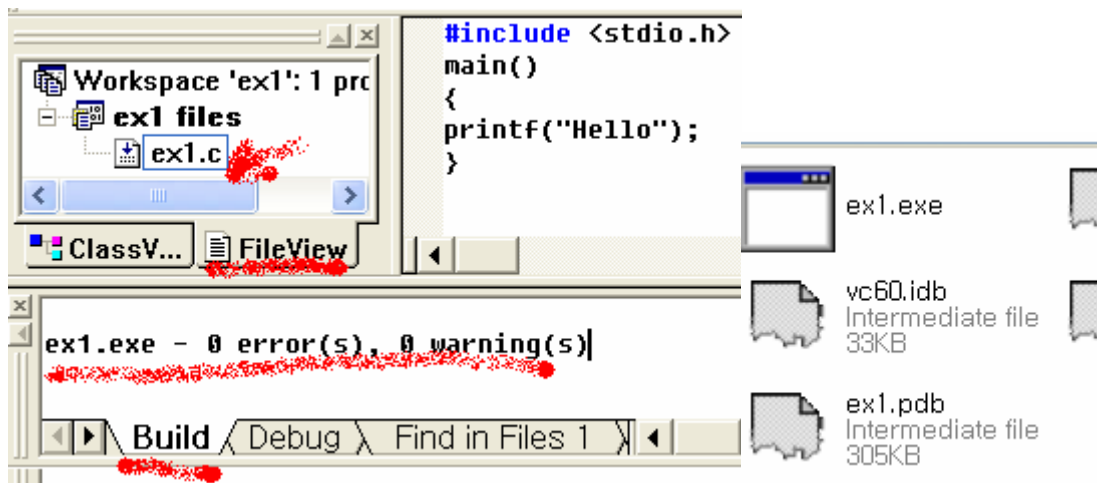 Workspace 'ex1': 1 prc
ex1 files
ex1.c
ClassV...
FileView
#include <stdio.h>
main()
{
printf("Hello");
}
ex1.exe - 0 error(s), 0 warning(s)
Build
Debug
Find in Files 1
ex1.exe
vc60.idb
Intermediate file
33KB
ex1.pdb
Intermediate file
305KB